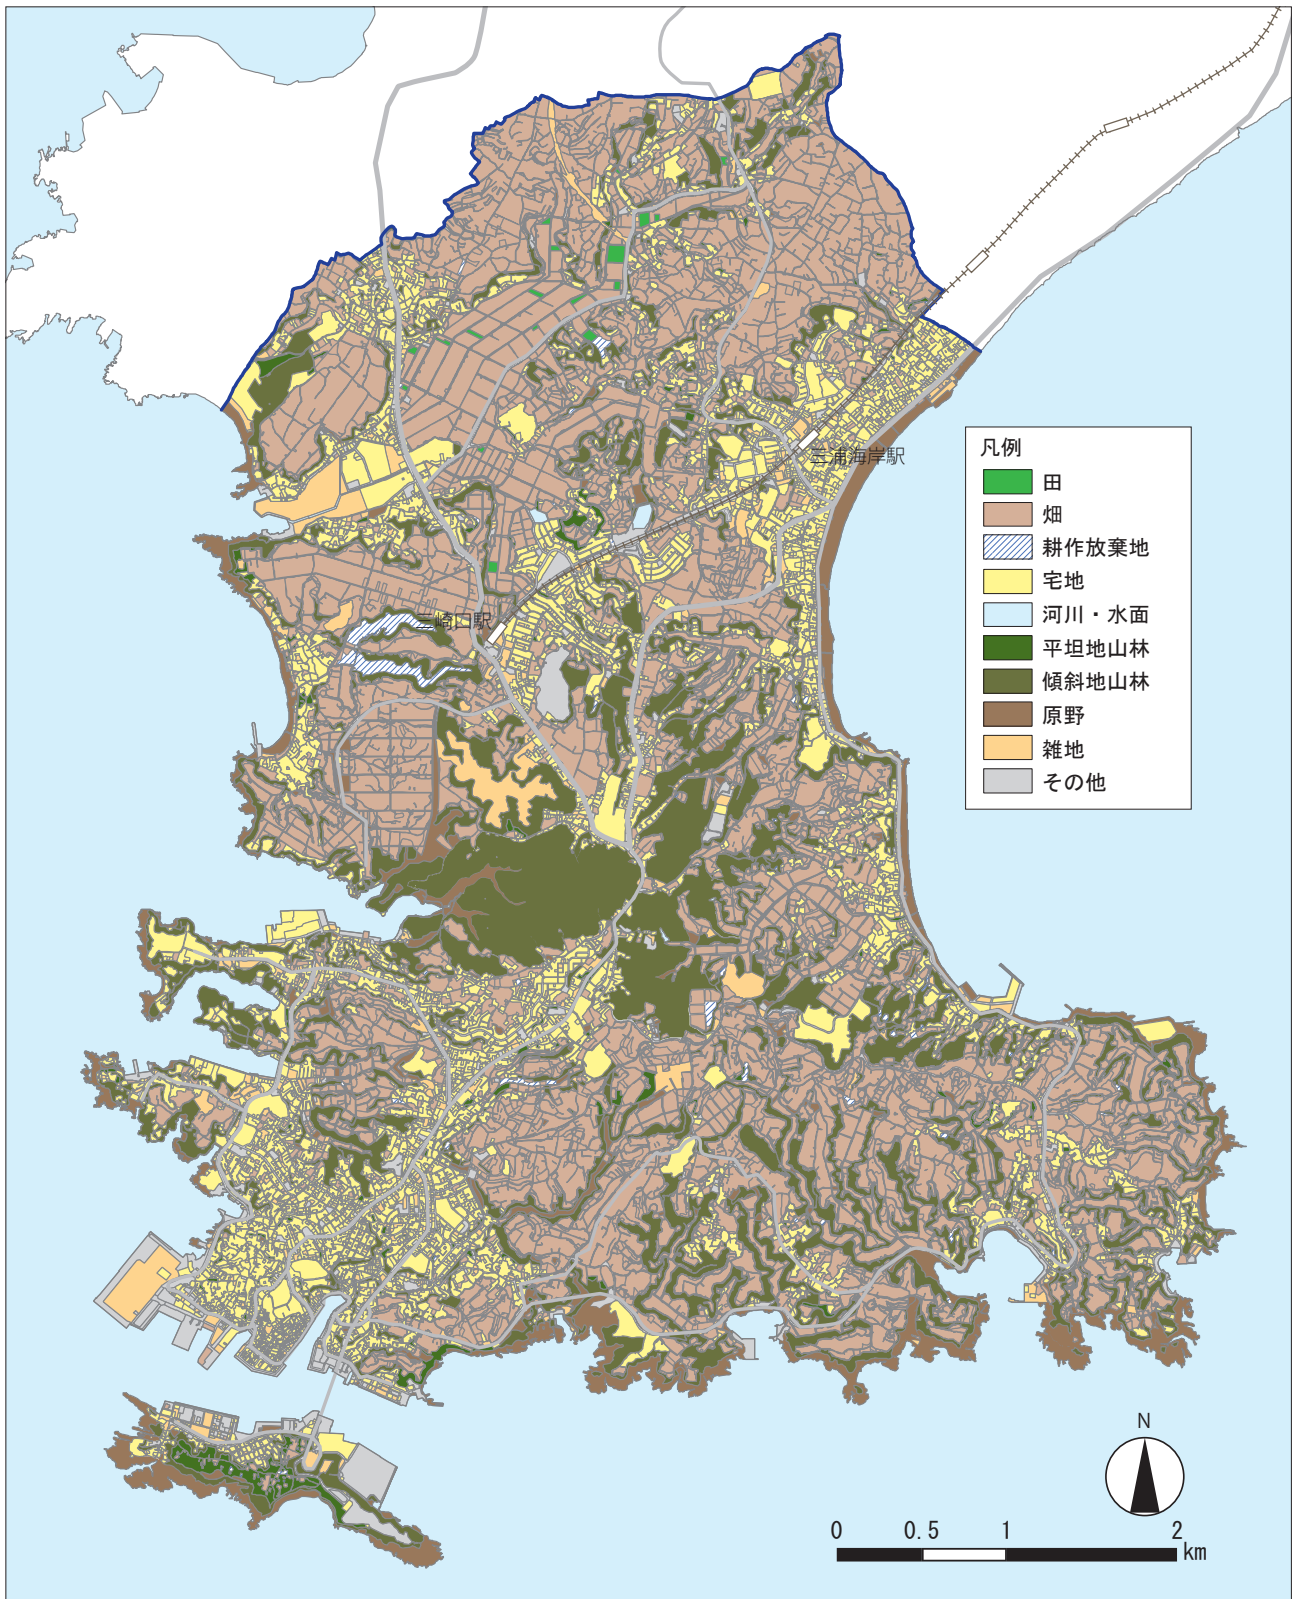 凡例
田
畑
耕作放棄地
宅地
河川・水面
平坦地山林
傾斜地山林
原野
雑地
その他
三浦海岸駅
三崎口駅
N
0 0.5 1 2
km